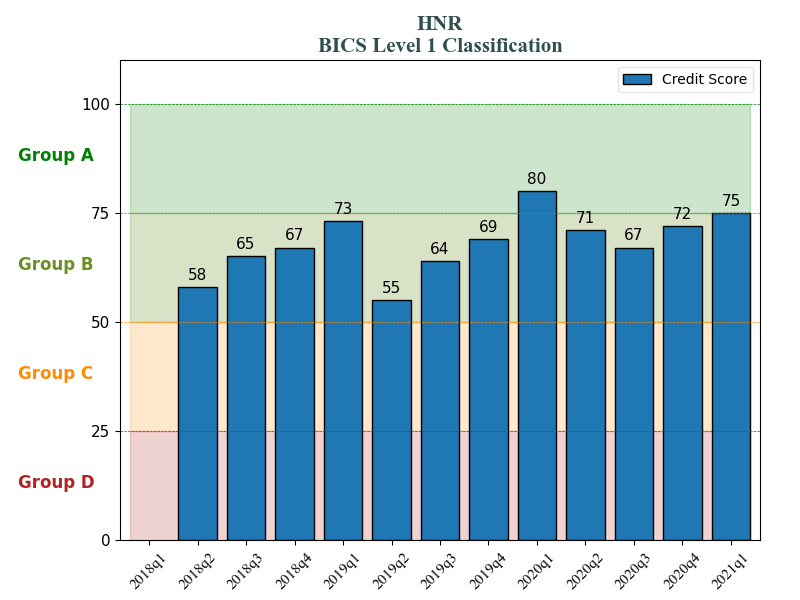 HNR
BICS Level 1 Classification
Credit Score
100
Group A
80
75
75
73
72
71
Group B
69
67
67
65
64
58
55
50
Group C
25
Group D
0
2018q1
2018q2
2018q3
2018q4
2019q1
2019q2
2019q3
2019q4
2020q1
2020q2
2020q3
2020q4
2021q1